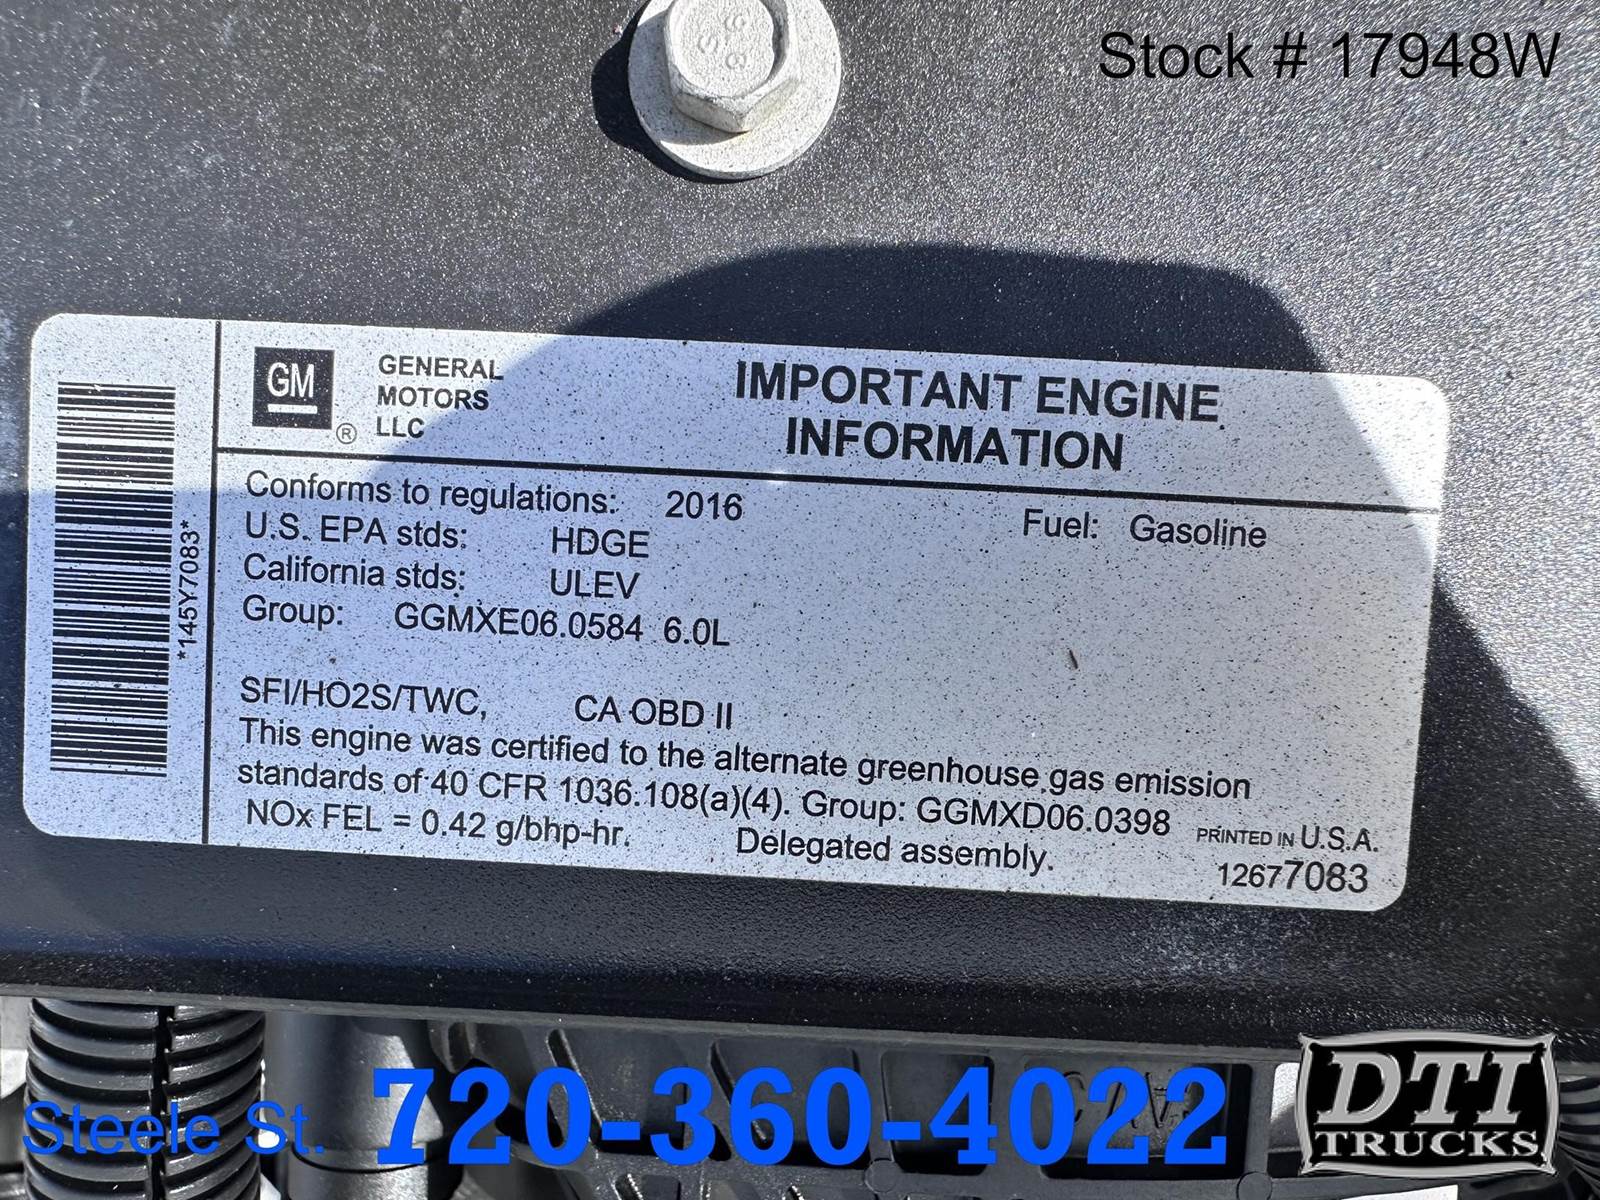 Stock # 17948W
GM
®
GENERAL
MOTORS
LLC
IMPORTANT ENGINE
INFORMATION
Conforms to regulations: 2016
Fuel: Gasoline
U.S. EPA stds: HDGE
California stds: ULEV
Group: GGMXE06.0584 6.0L
SFI/HO2S/TWC, CA OBD II
This engine was certified to the alternate greenhouse gas emission
standards of 40 CFR 1036.108(a)(4). Group: GGMXD06.0398
NOx FEL = 0.42 g/bhp-hr. Delegated assembly.
PRINTED IN U.S.A.
12677083
*145Y7083*
Steele St. 720-360-4022
DTI
TRUCKS